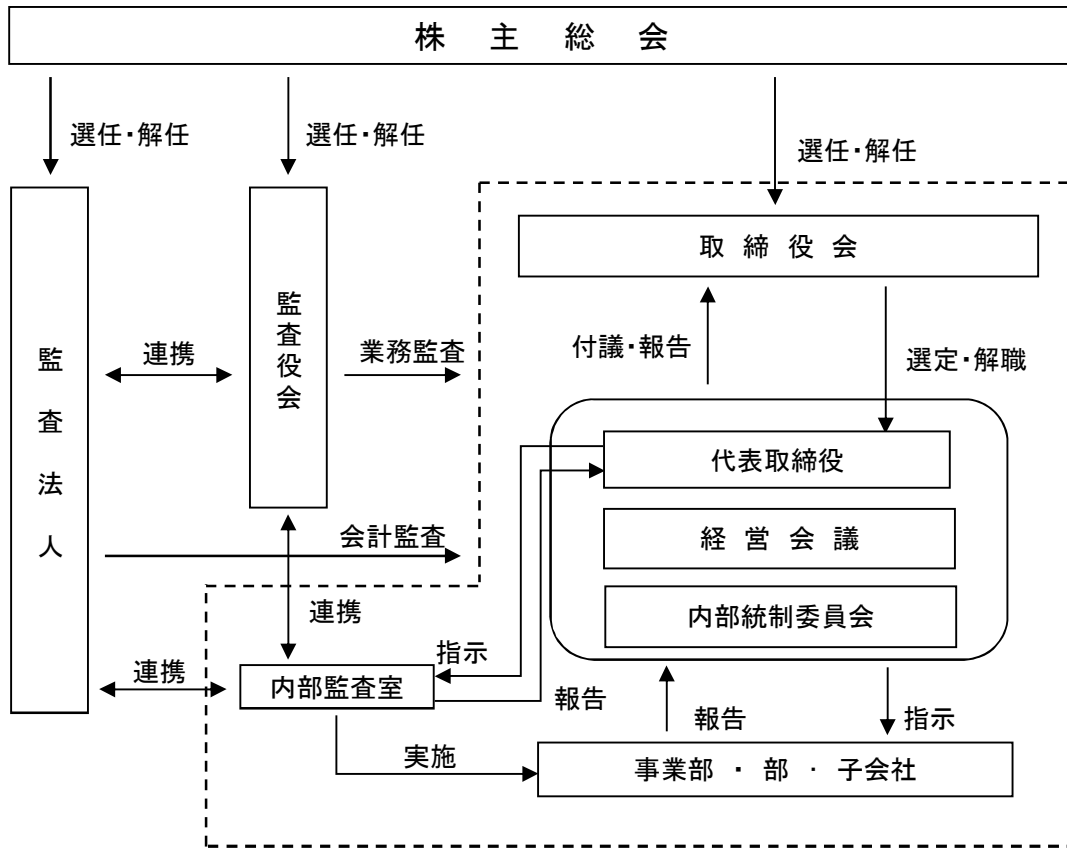 株 主 総 会
選任・解任
選任・解任
選任・解任
取 締 役 会
監査法人
監査役会
連携
業務監査
付議・報告
選定・解職
代表取締役
経 営 会 議
内部統制委員会
会計監査
連携
指示
連携
内部監査室
報告
報告
指示
実施
事業部 ・ 部 ・ 子会社